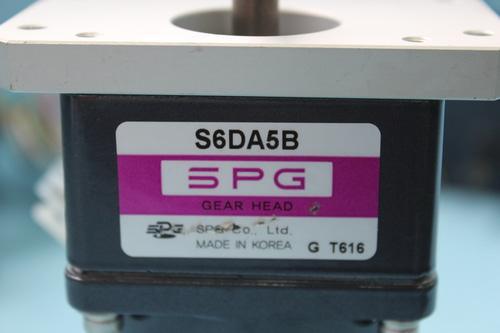 S6DA5B
SPG
GEAR HEAD
SPG SPG Co., Ltd.
MADE IN KOREA G T616